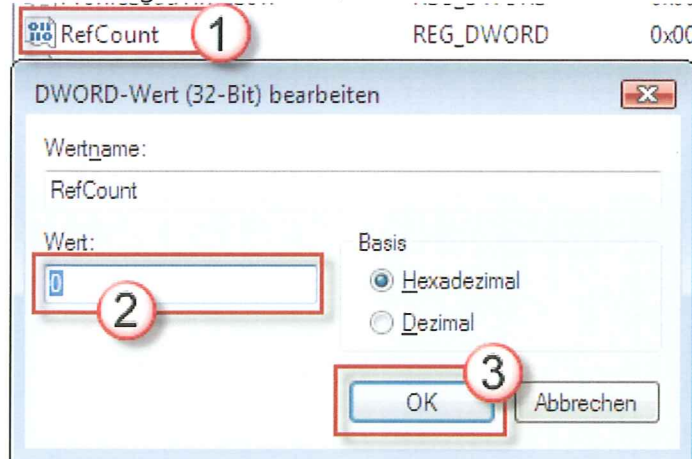 RefCount 1 REG_DWORD 0x00
DWORD-Wert (32-Bit) bearbeiten
Wertname:
RefCount
Wert:
0
2
Basis
Hexadezimal
Dezimal
3
OK Abbrechen